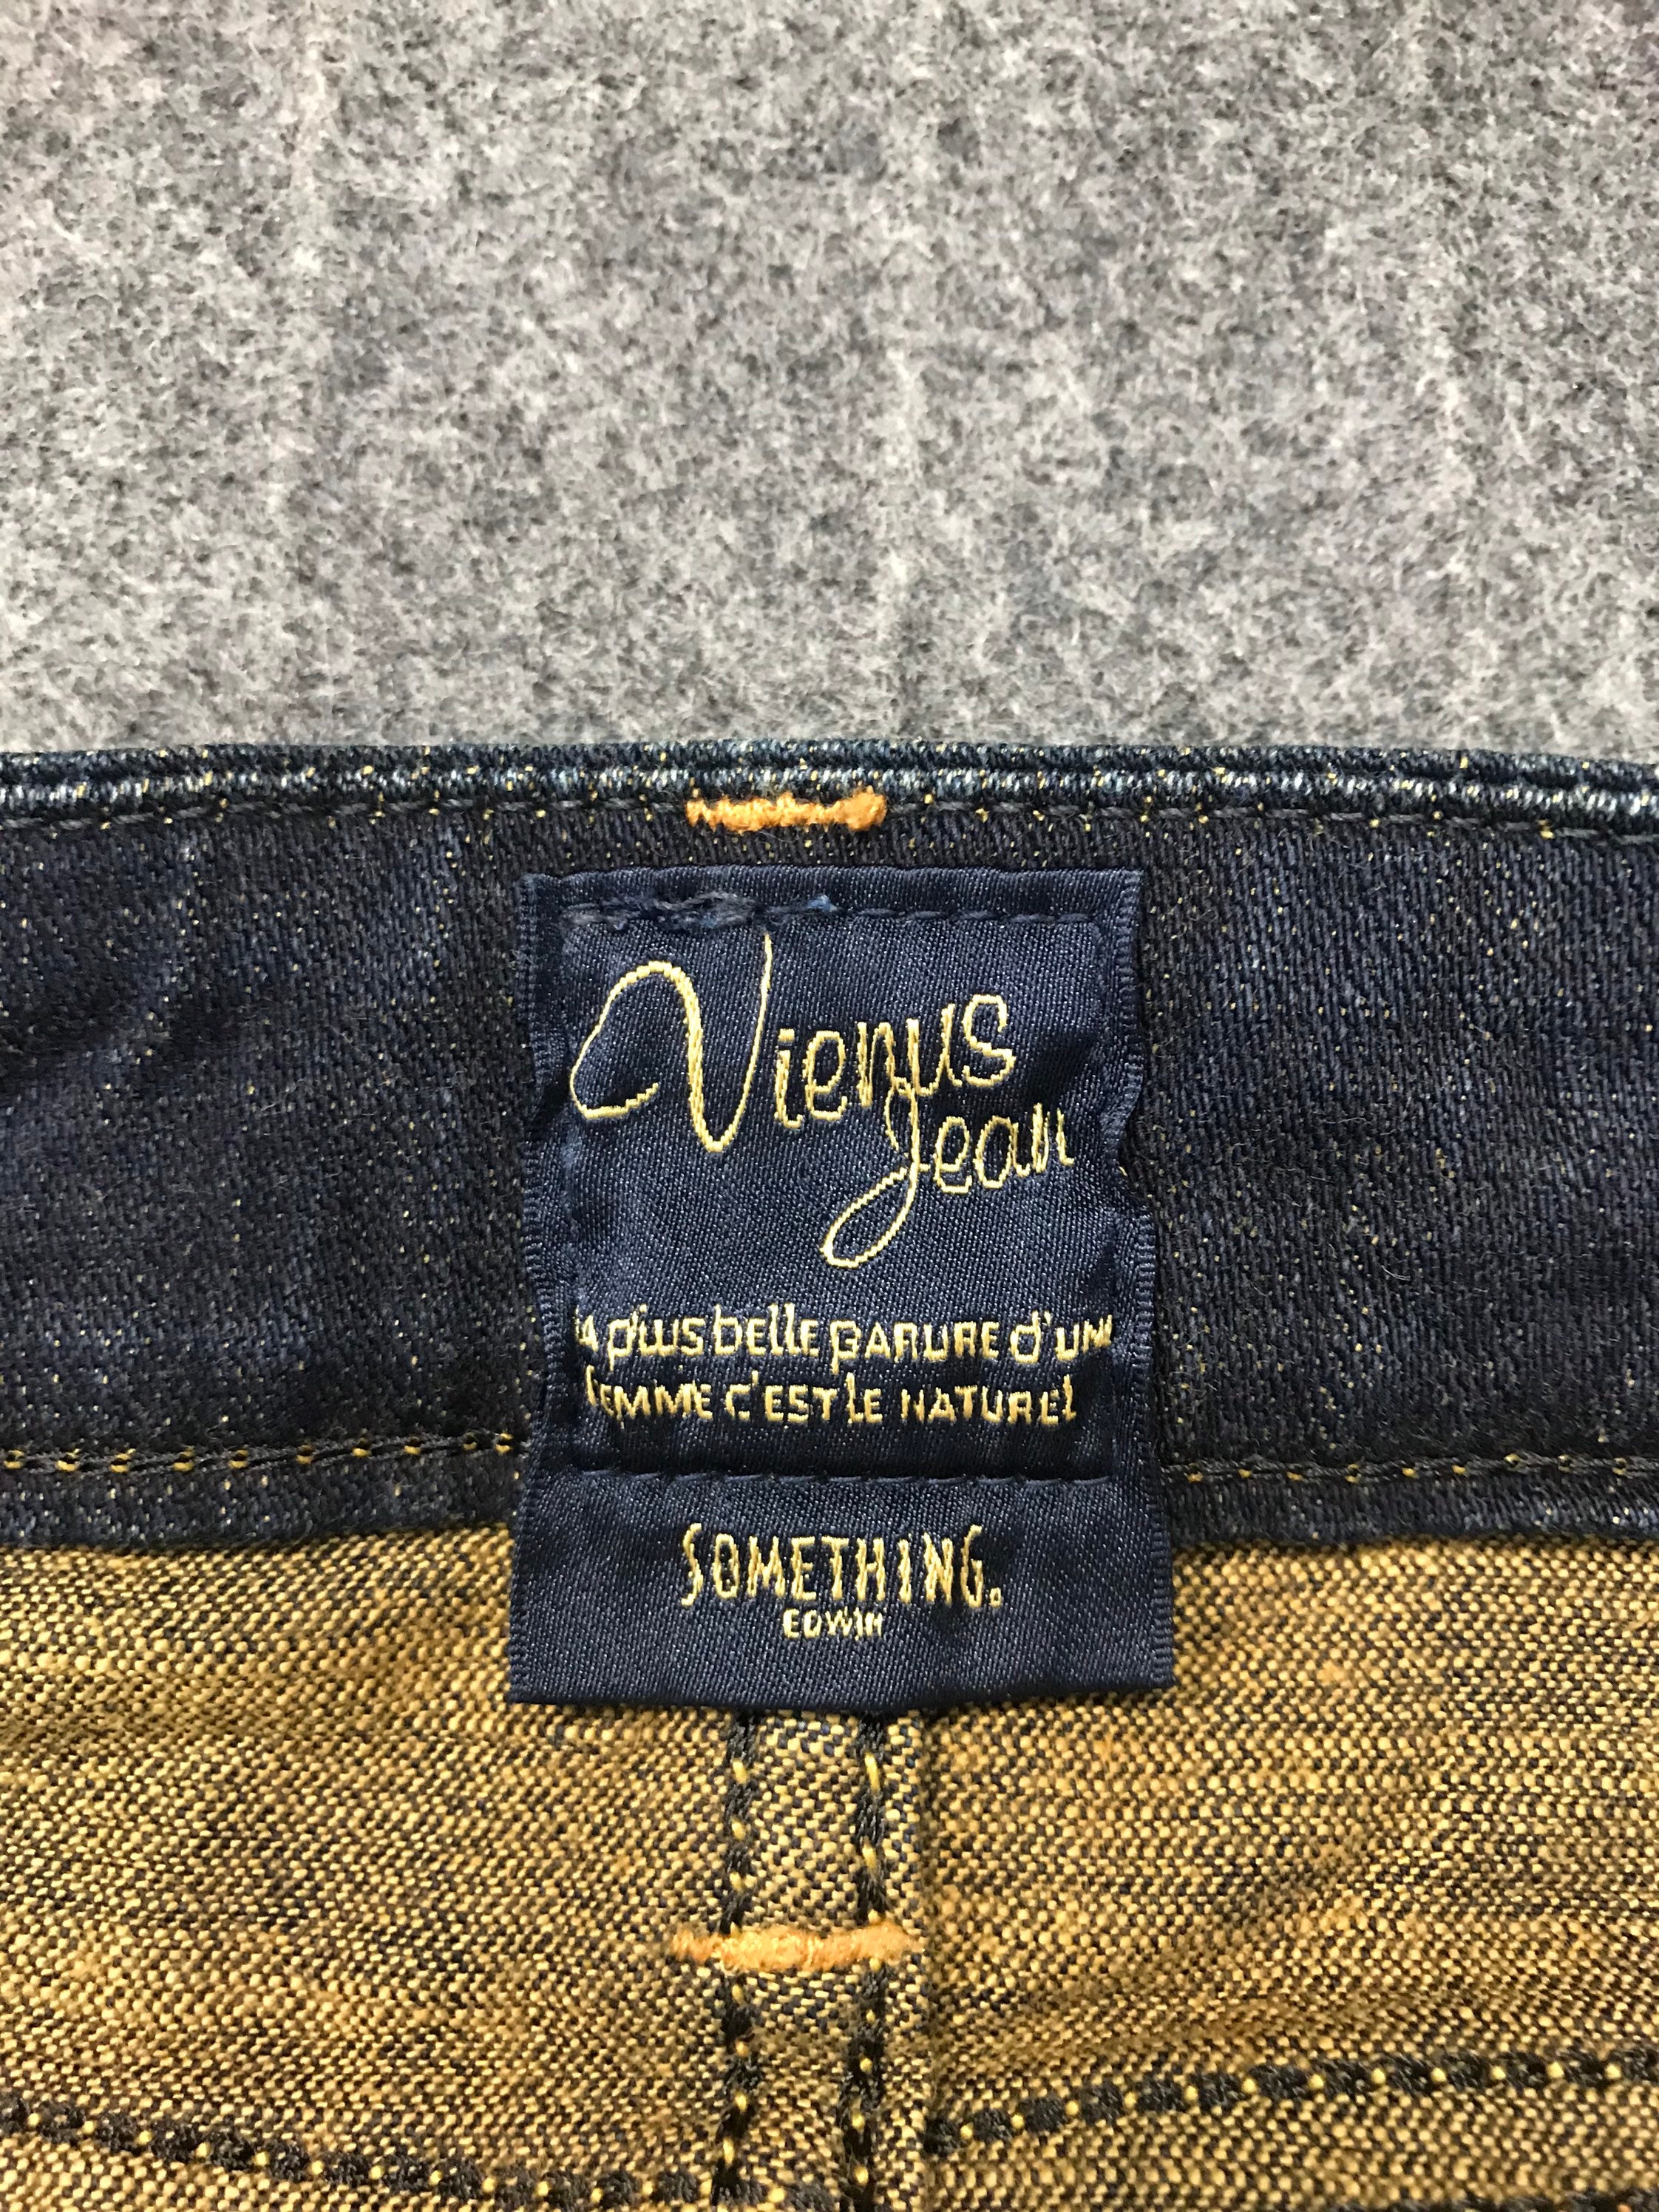 Vienus
Jean
LA plus belle PARURE d'UNE
fEMME C'EST lE NATUREl
SOMETHING.
EDWIN